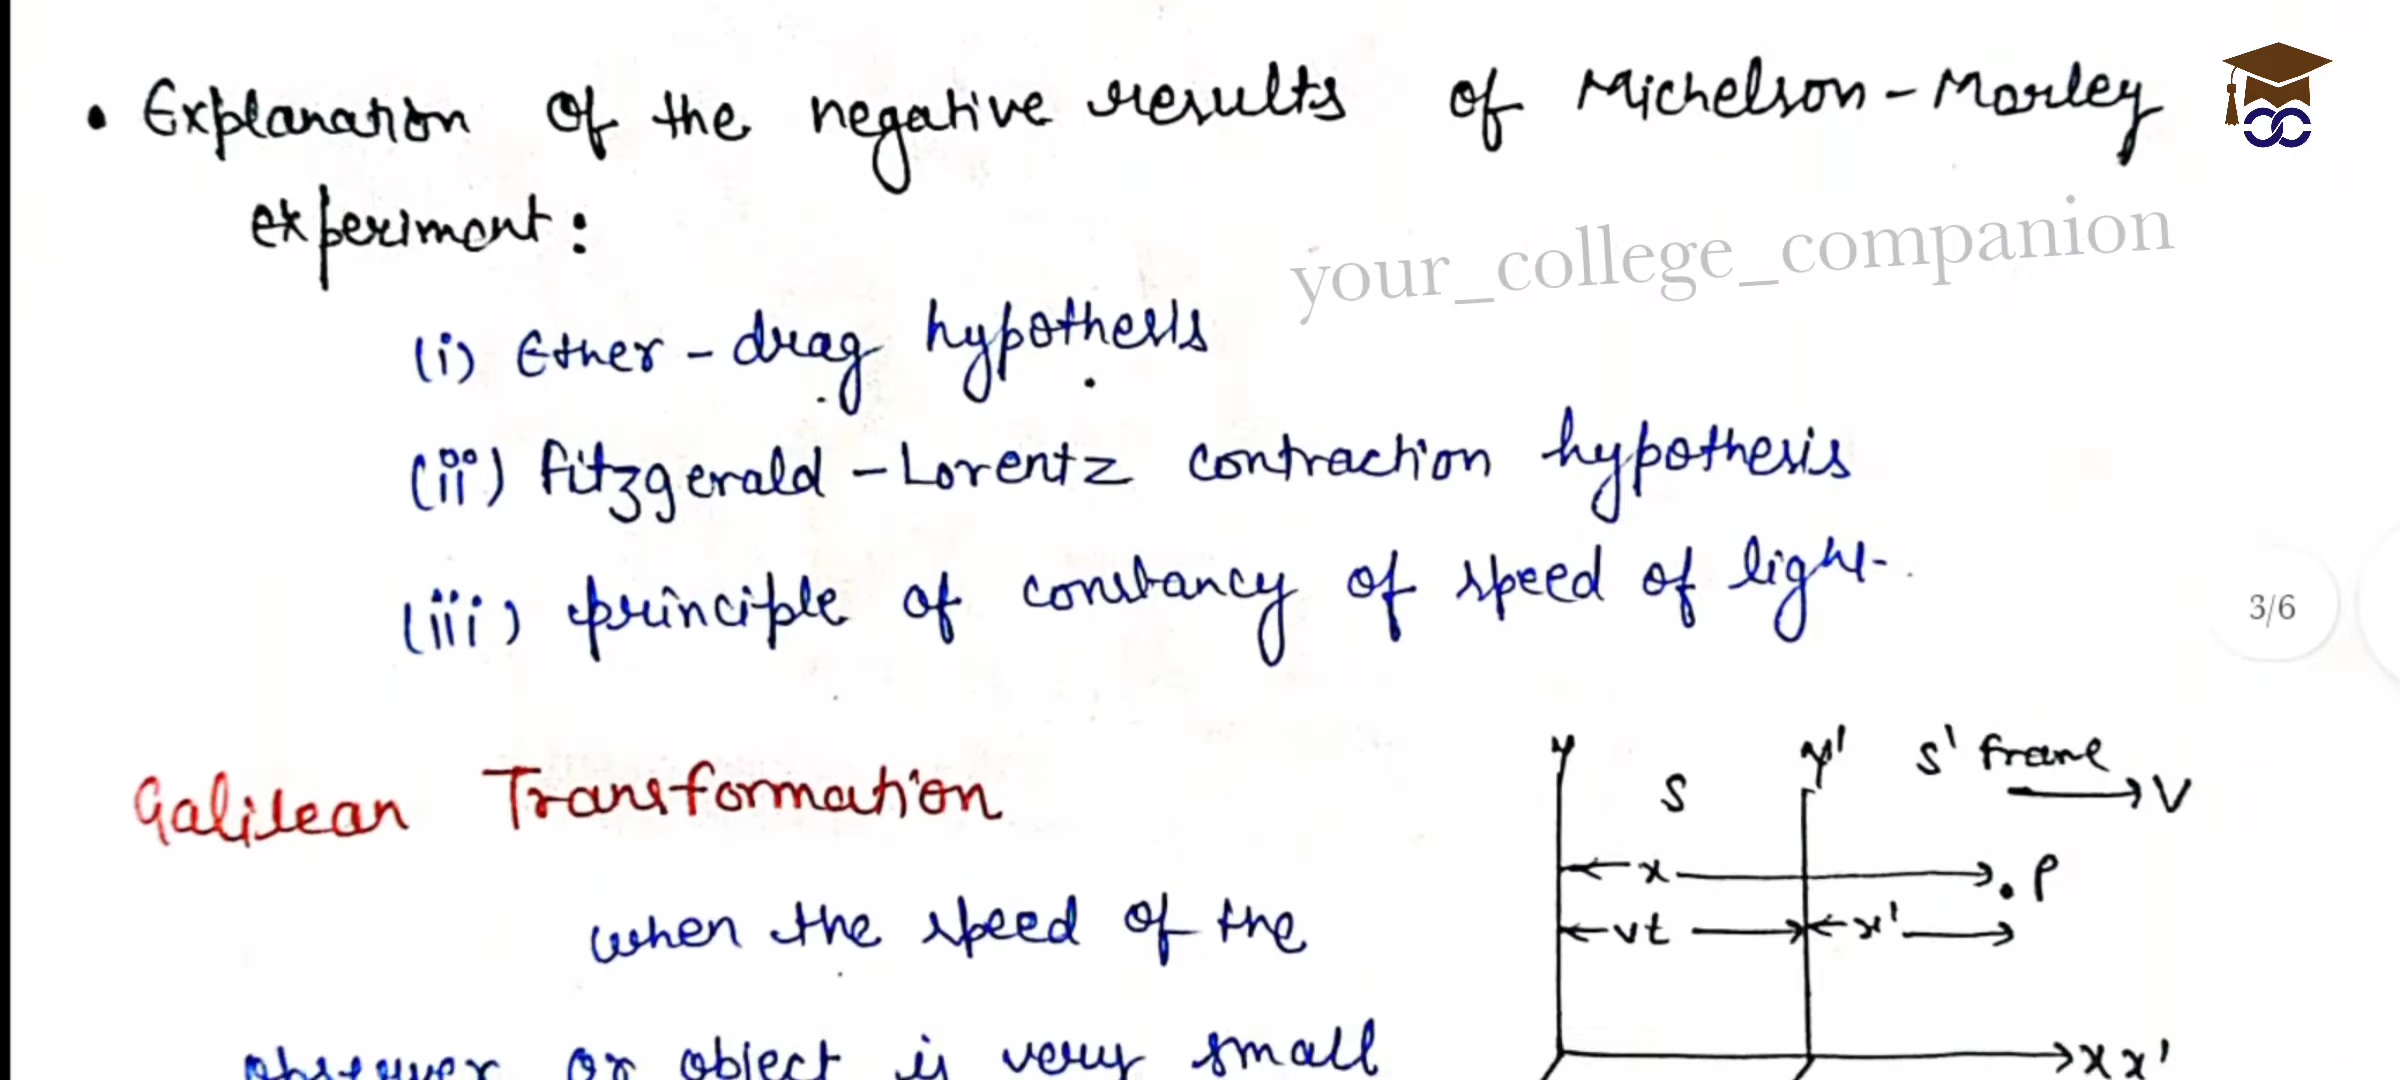 • Explanation of the negative results of Michelson-Morley
experiment:
your_college_companion
(i) Ether-drag hypothesis
(ii) Fitzgerald-Lorentz contraction hypothesis
(iii) principle of constancy of speed of light.
3/6
Galilean Transformation
y y' S' frame
S → V
x . P
when the speed of the
vt x'
observer or object is very small
x x'